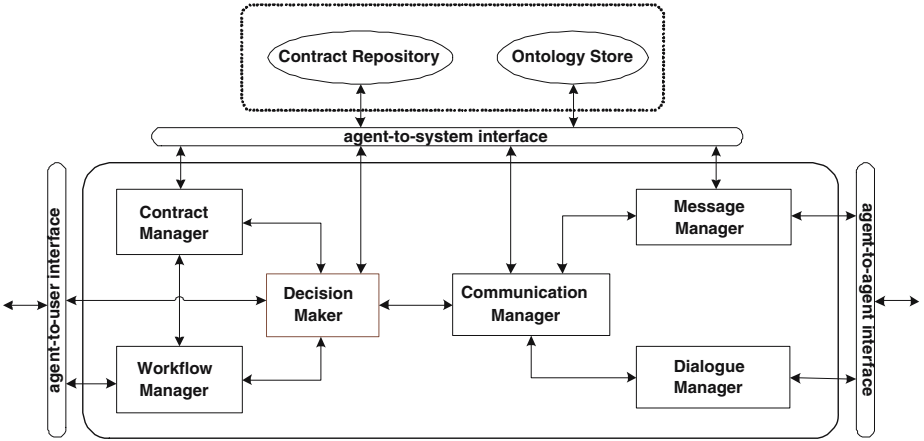 Contract Repository
Ontology Store
agent-to-system interface
agent-to-user interface
Contract
Manager
Message
Manager
agent-to-agent interface
Decision
Maker
Communication
Manager
Workflow
Manager
Dialogue
Manager